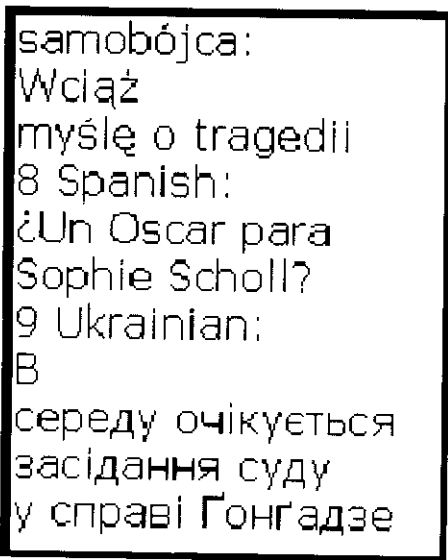 samobójca:
Wciąż
myślę o tragedii
8 Spanish:
¿Un Oscar para
Sophie Scholl?
9 Ukrainian:
В
середу очікується
засідання суду
у справі Ґонґадзе